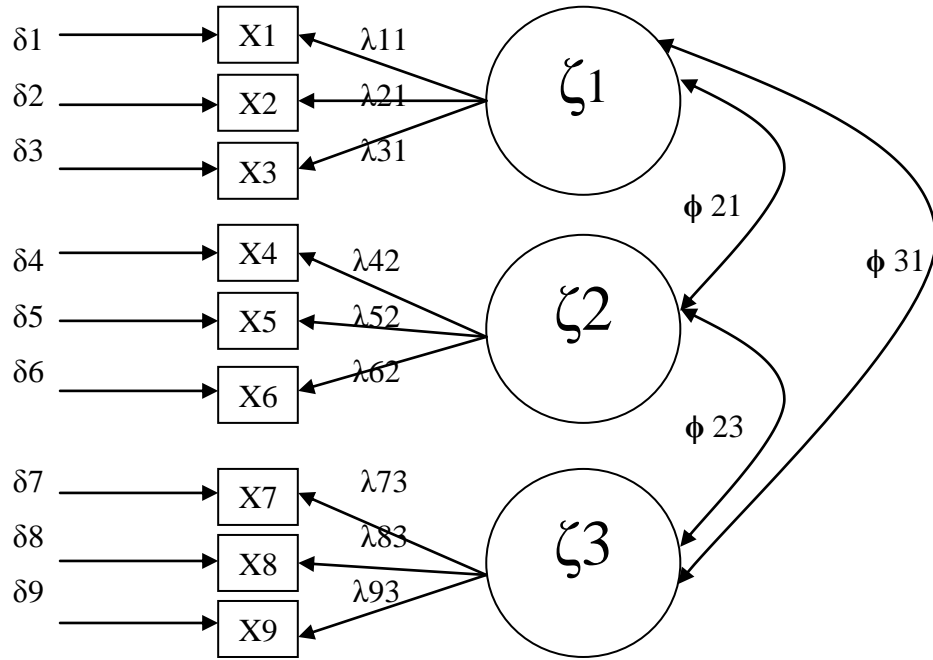 δ1 X1 λ11 ζ1
δ2 X2 λ21
δ3 X3 λ31
ϕ 21
δ4 X4 λ42 ζ2 ϕ 31
δ5 X5 λ52
δ6 X6 λ62
ϕ 23
δ7 X7 λ73
δ8 X8 λ83 ζ3
δ9 X9 λ93